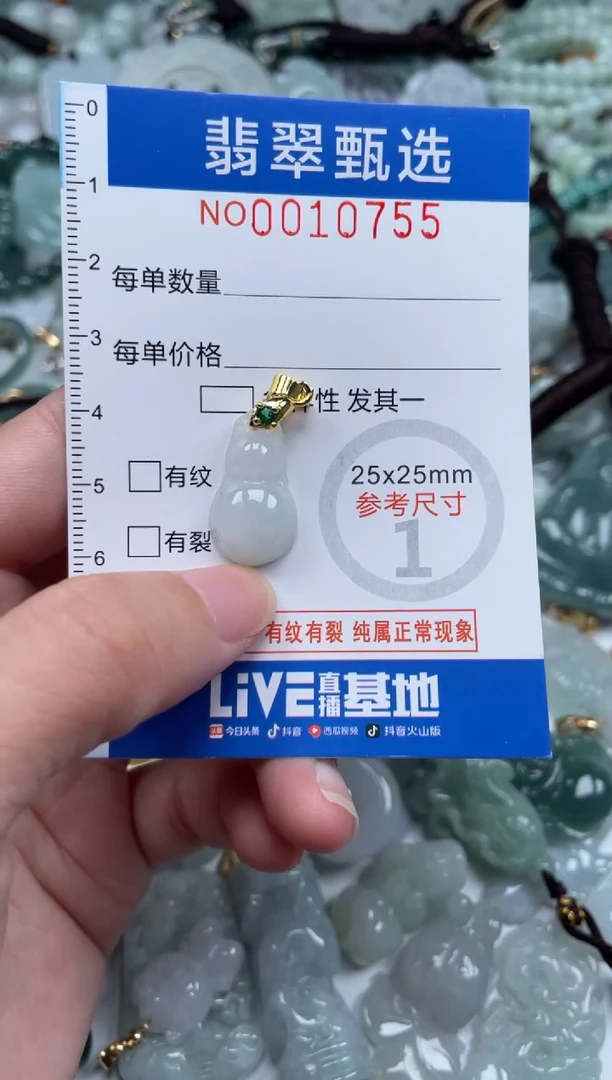 0
翡翠甄选
1
NO0010755
2
每单数量
3
每单价格
4
性 发其一
5
有纹
25x25mm
参考尺寸
1
有裂
6
有纹有裂 纯属正常现象
LiVE直播基地
头条 今日头条 抖音 西瓜视频 抖音火山版